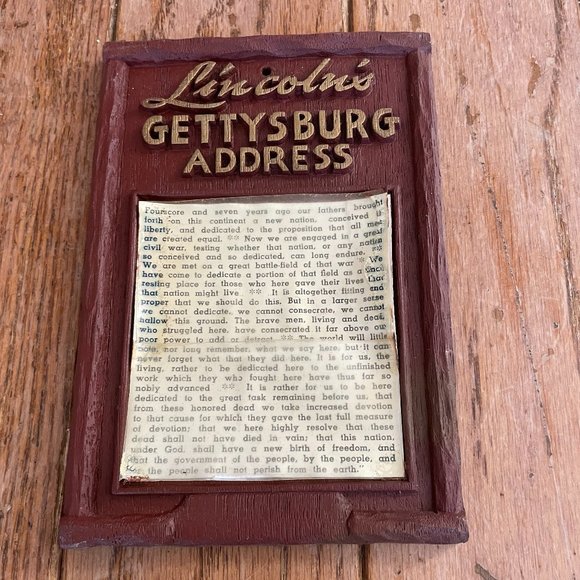 Lincoln's
GETTYSBURG
ADDRESS
Fourscore and seven years ago our fathers brought
forth on this continent a new nation, conceived in
liberty, and dedicated to the proposition that all men
are created equal. ** Now we are engaged in a great
civil war, testing whether that nation, or any nation
so conceived and so dedicated, can long endure. **
We are met on a great battle-field of that war * We
have come to dedicate a portion of that field as a final
resting place for those who here gave their lives that
that nation might live ** It is altogether fitting and
proper that we should do this. But in a larger sense
we cannot dedicate, we cannot consecrate, we cannot
hallow this ground. The brave men, living and dead,
who struggled here, have consecrated it far above our
poor power to add or detract. ** The world will little
note, nor long remember, what we say here, but it can
never forget what that they did here. It is for us, the
living, rather to be dedicated here to the unfinished
work which they who fought here have thus far so
nobly advanced ** It is rather for us to be here
dedicated to the great task remaining before us, that
from these honored dead we take increased devotion
to that cause for which they gave the last full measure
of devotion; that we here highly resolve that these
dead shall not have died in vain; that this nation,
under God, shall have a new birth of freedom, and
that the government of the people, by the people, and
for the people shall not perish from the earth."